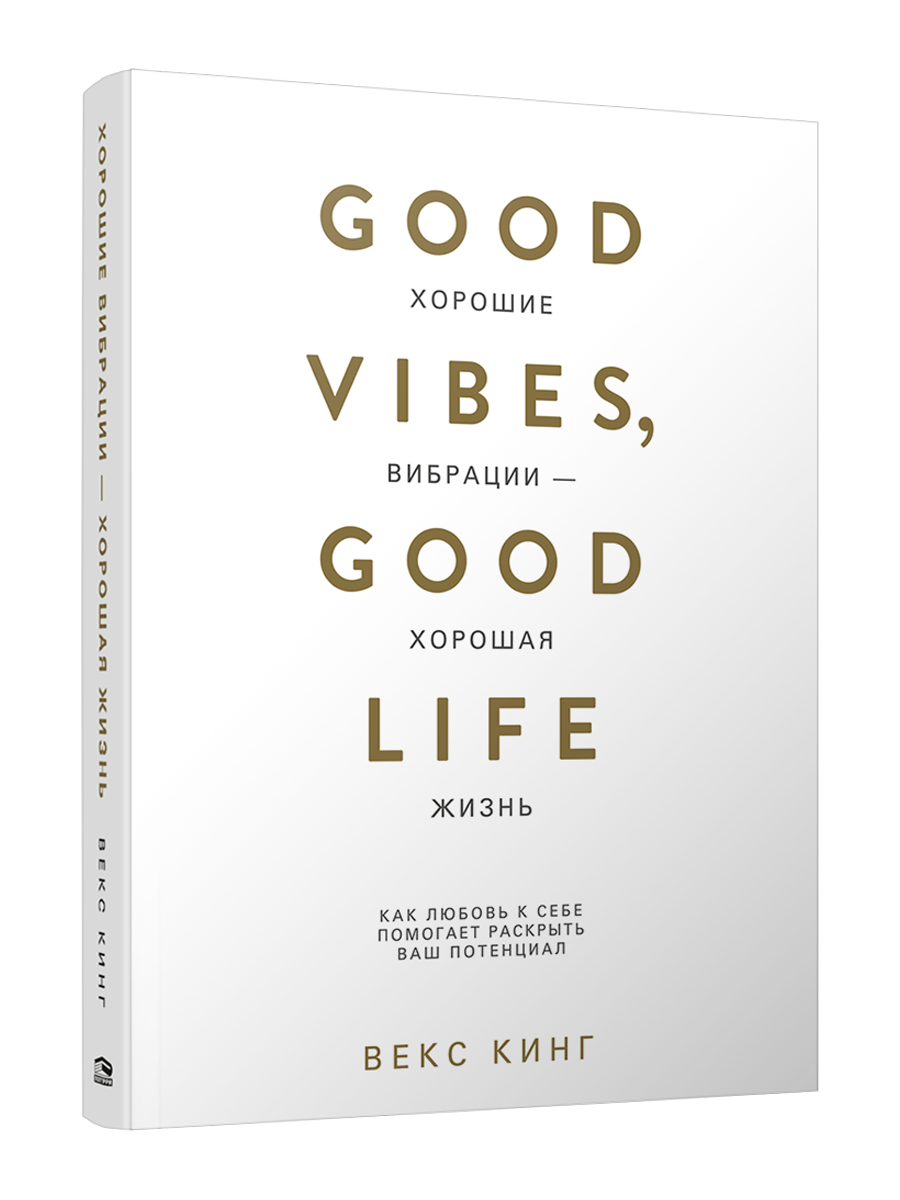 GOOD
ХОРОШИЕ
VIBES,
ВИБРАЦИИ —
GOOD
ХОРОШАЯ
LIFE
ЖИЗНЬ
КАК ЛЮБОВЬ К СЕБЕ
ПОМОГАЕТ РАСКРЫТЬ
ВАШ ПОТЕНЦИАЛ
ВЕКС КИНГ
ХОРОШИЕ ВИБРАЦИИ — ХОРОШАЯ ЖИЗНЬ ВЕКС КИНГ
ПОПУРРИ